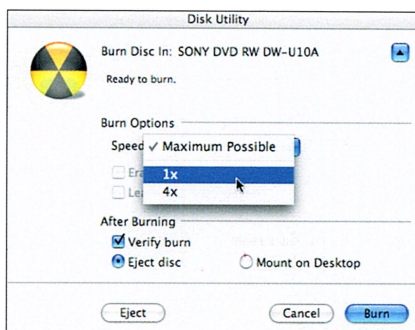 Disk Utility
Burn Disc In: SONY DVD RW DW-U10A
Ready to burn.
Burn Options
Speed ✓ Maximum Possible
1x
4x
After Burning
Verify burn
Eject disc Mount on Desktop
Eject Cancel Burn